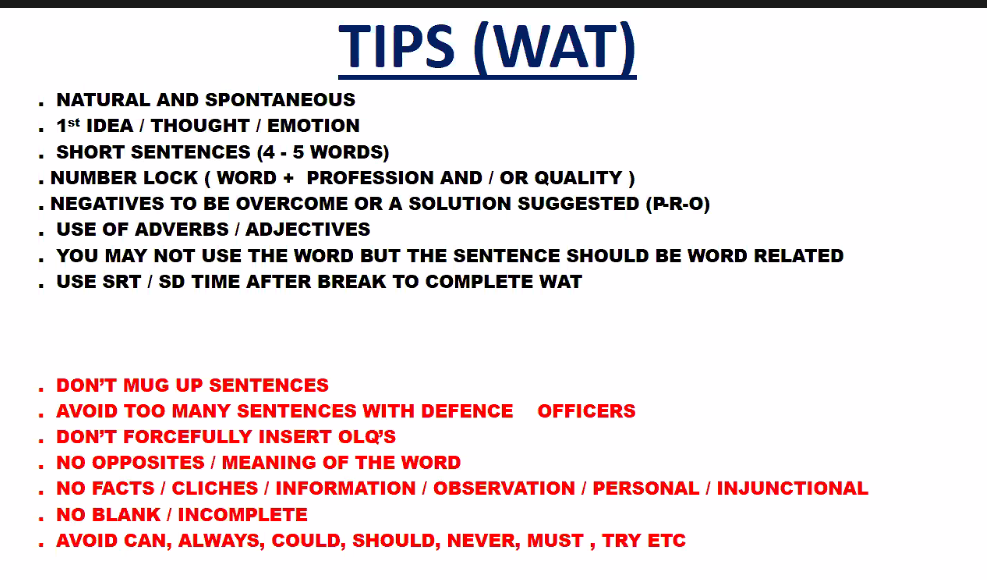 TIPS (WAT)
. NATURAL AND SPONTANEOUS
. 1st IDEA / THOUGHT / EMOTION
. SHORT SENTENCES (4 - 5 WORDS)
. NUMBER LOCK ( WORD + PROFESSION AND / OR QUALITY )
. NEGATIVES TO BE OVERCOME OR A SOLUTION SUGGESTED (P-R-O)
. USE OF ADVERBS / ADJECTIVES
. YOU MAY NOT USE THE WORD BUT THE SENTENCE SHOULD BE WORD RELATED
. USE SRT / SD TIME AFTER BREAK TO COMPLETE WAT
. DON'T MUG UP SENTENCES
. AVOID TOO MANY SENTENCES WITH DEFENCE OFFICERS
. DON'T FORCEFULLY INSERT OLQ'S
. NO OPPOSITES / MEANING OF THE WORD
. NO FACTS / CLICHES / INFORMATION / OBSERVATION / PERSONAL / INJUNCTIONAL
. NO BLANK / INCOMPLETE
. AVOID CAN, ALWAYS, COULD, SHOULD, NEVER, MUST , TRY ETC